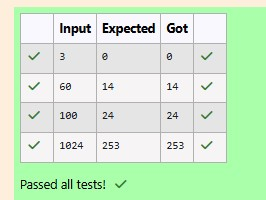 Input Expected Got
3 0 0
60 14 14
100 24 24
1024 253 253
Passed all tests!